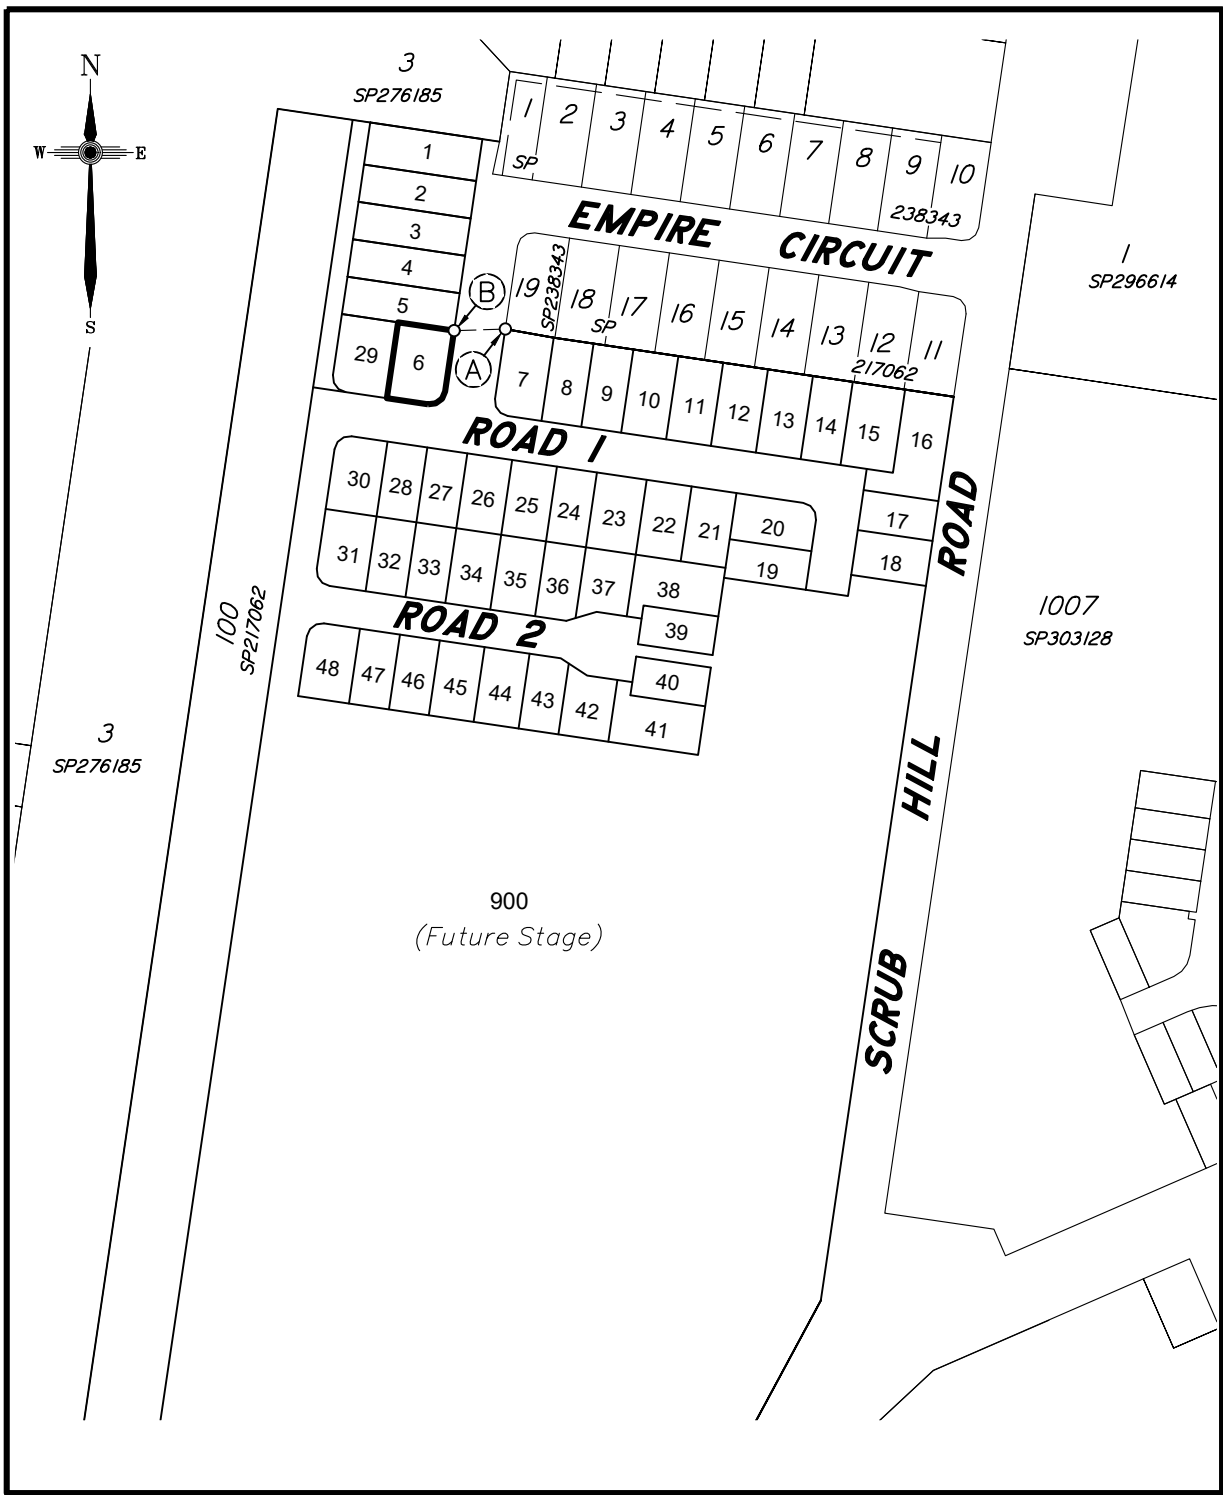 N
W E
S
3
SP276185
1 2 3 4 5 6 7 8 9 10
SP
238343
EMPIRE CIRCUIT
1
2
3
4
5
29 6
B
A
19
SP238343
18 17 16 15 14 13 12 11
SP
217062
1
SP296614
7 8 9 10 11 12 13 14 15 16
ROAD 1
17
18
30 28 27 26 25 24 23 22 21 20
19
31 32 33 34 35 36 37 38
39
ROAD 2
40
48 47 46 45 44 43 42 41
100
SP217062
3
SP276185
1007
SP303128
900
(Future Stage)
SCRUB HILL ROAD